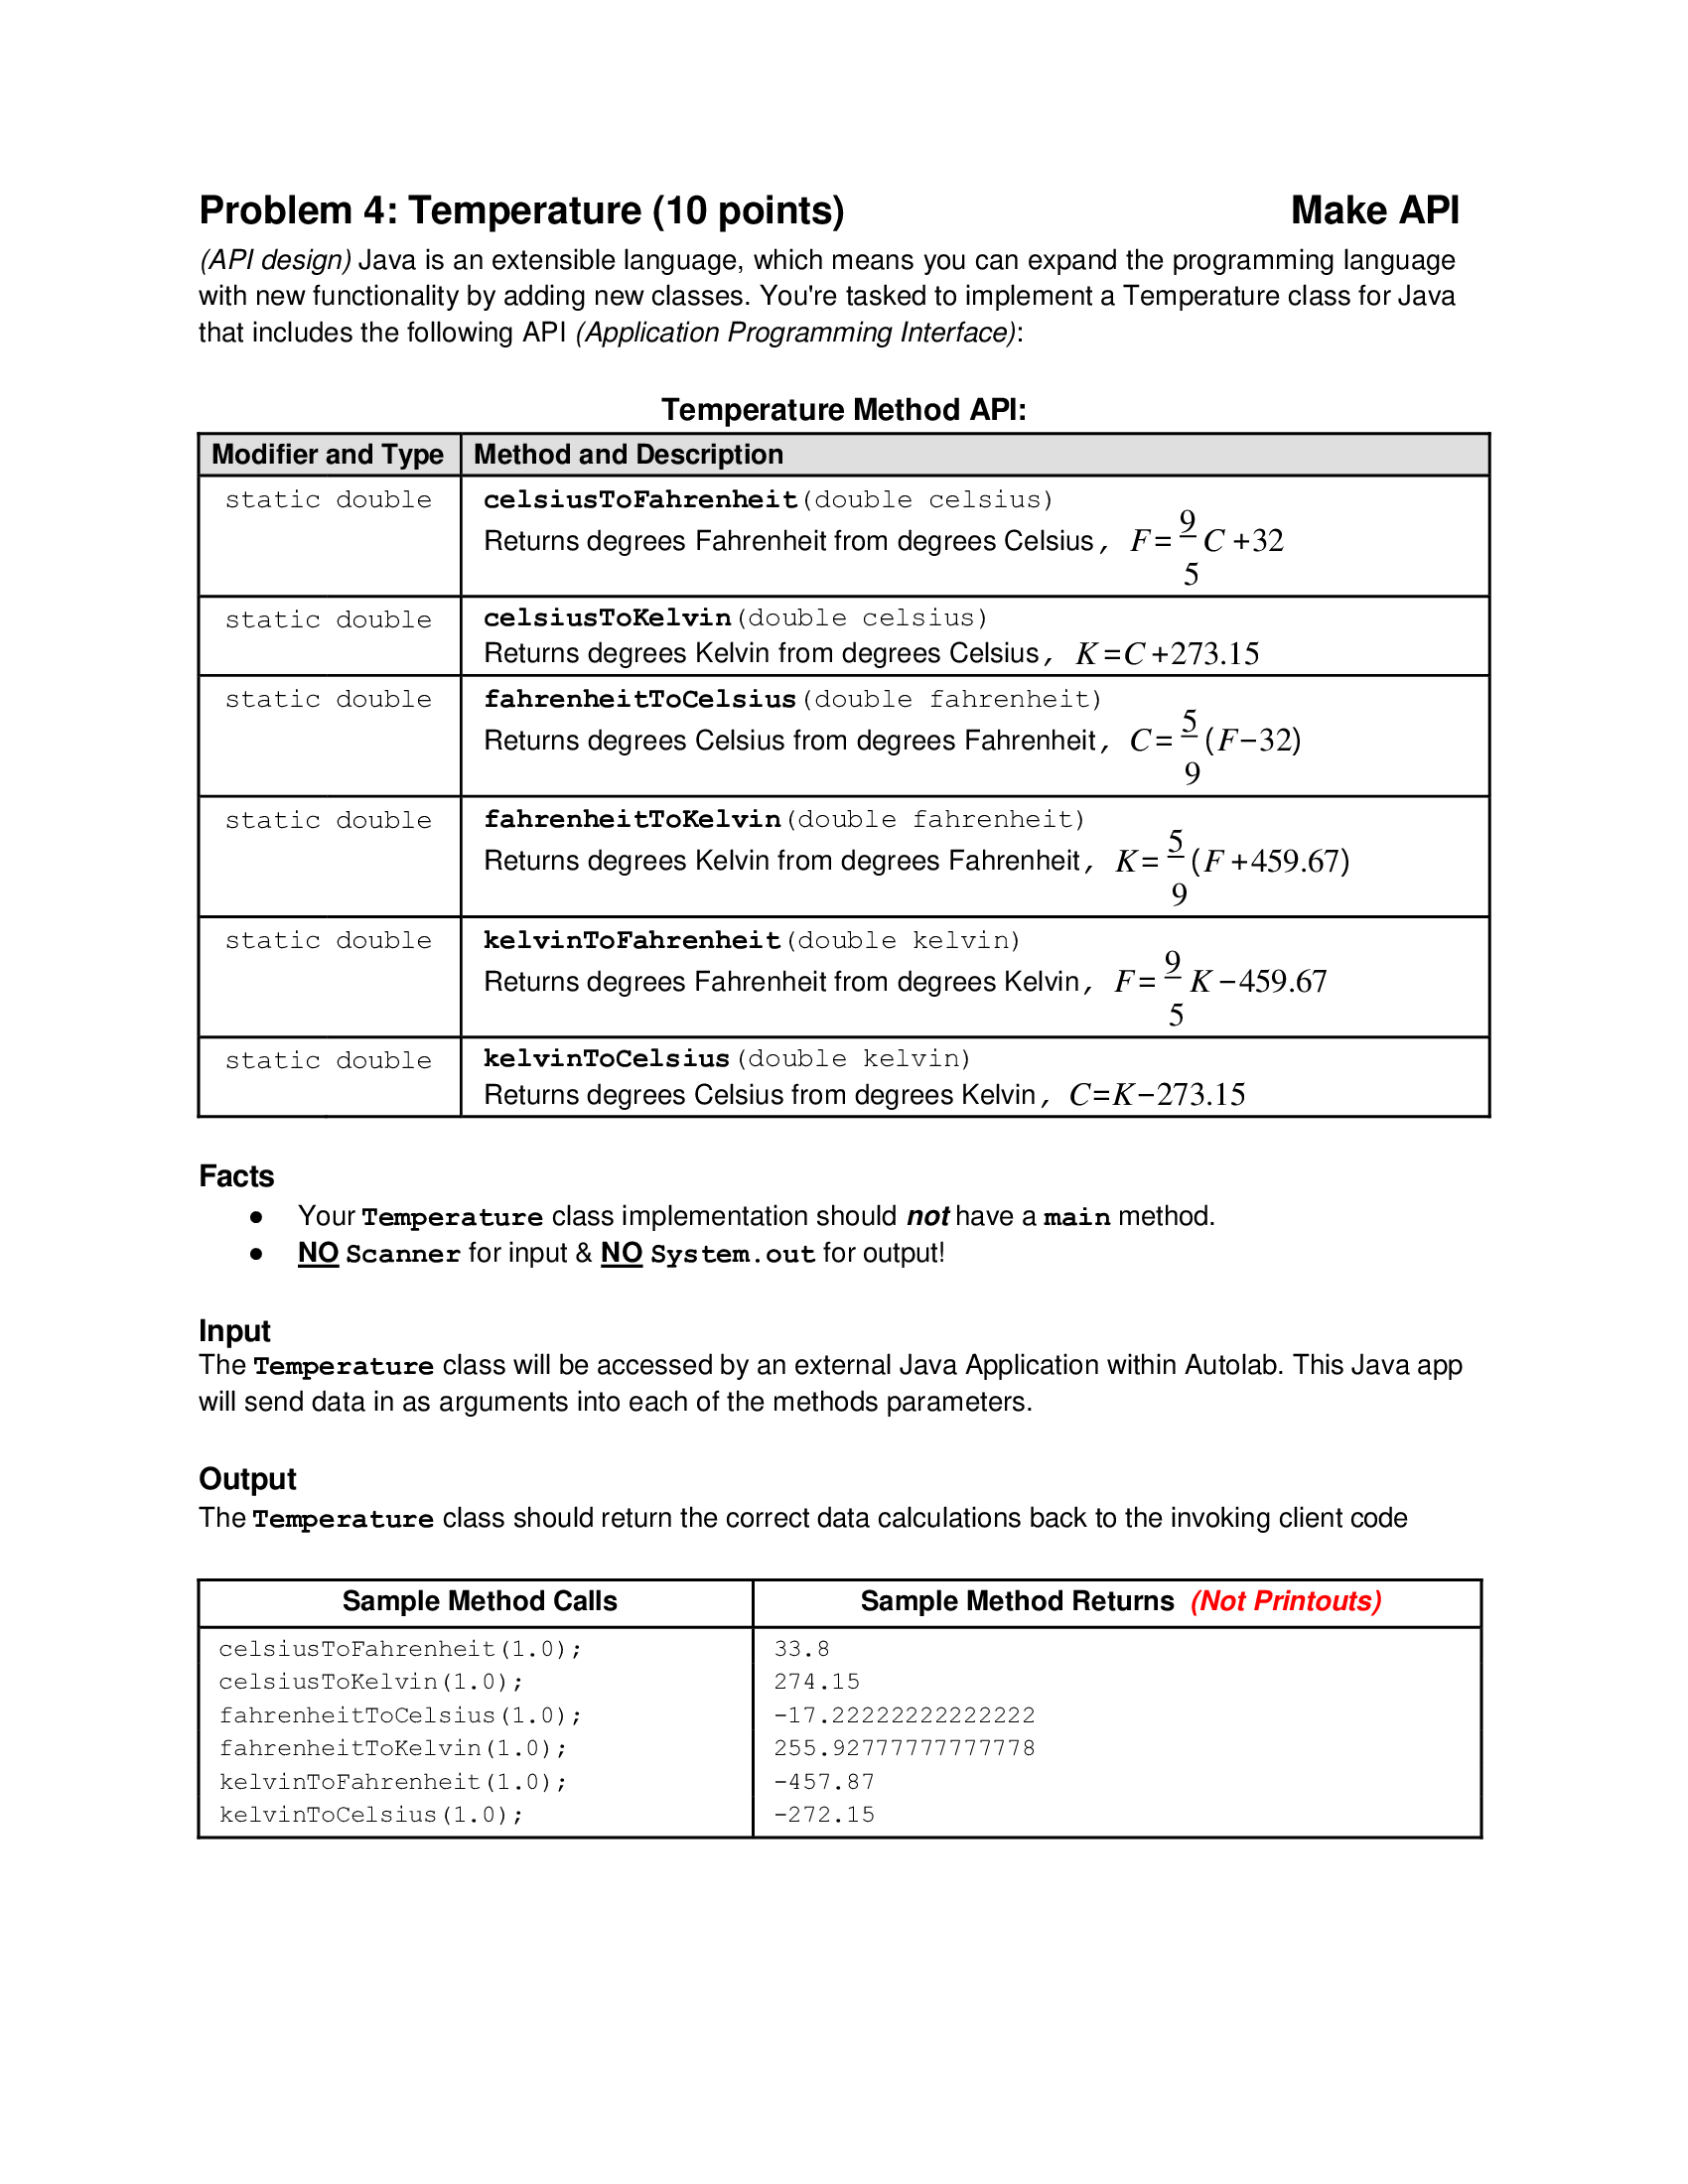 Problem 4: Temperature (10 points) Make API
(API design) Java is an extensible language, which means you can expand the programming language
with new functionality by adding new classes. You're tasked to implement a Temperature class for Java
that includes the following API (Application Programming Interface):
Temperature Method API:
Modifier and Type Method and Description
static double celsiusToFahrenheit(double celsius)
Returns degrees Fahrenheit from degrees Celsius, F=9/5 C+32
static double celsiusToKelvin(double celsius)
Returns degrees Kelvin from degrees Celsius, K=C+273.15
static double fahrenheitToCelsius(double fahrenheit)
Returns degrees Celsius from degrees Fahrenheit, C=5/9(F−32)
static double fahrenheitToKelvin(double fahrenheit)
Returns degrees Kelvin from degrees Fahrenheit, K=5/9(F+459.67)
static double kelvinToFahrenheit(double kelvin)
Returns degrees Fahrenheit from degrees Kelvin, F=9/5 K−459.67
static double kelvinToCelsius(double kelvin)
Returns degrees Celsius from degrees Kelvin, C=K−273.15
Facts
● Your Temperature class implementation should not have a main method.
● NO Scanner for input & NO System.out for output!
Input
The Temperature class will be accessed by an external Java Application within Autolab. This Java app
will send data in as arguments into each of the methods parameters.
Output
The Temperature class should return the correct data calculations back to the invoking client code
Sample Method Calls Sample Method Returns (Not Printouts)
celsiusToFahrenheit(1.0); 33.8
celsiusToKelvin(1.0); 274.15
fahrenheitToCelsius(1.0); -17.22222222222222
fahrenheitToKelvin(1.0); 255.92777777777778
kelvinToFahrenheit(1.0); -457.87
kelvinToCelsius(1.0); -272.15